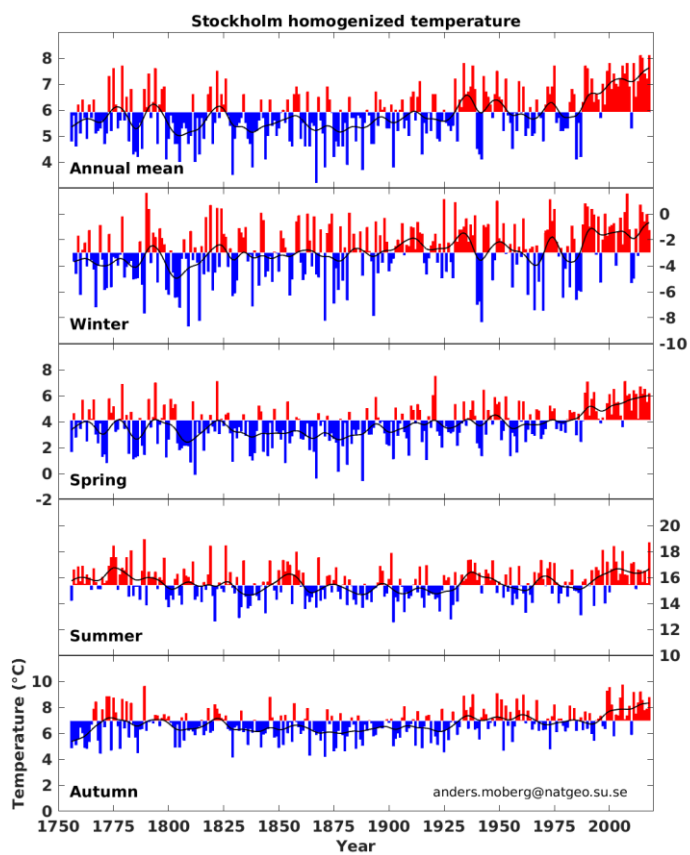 Stockholm homogenized temperature
8
7
6
5
4
Annual mean
0
-2
-4
-6
-8
-10
Winter
8
6
4
2
0
-2
Spring
20
18
16
14
12
10
Summer
10
8
6
4
2
0
Temperature (°C)
Autumn
anders.moberg@natgeo.su.se
1750 1775 1800 1825 1850 1875 1900 1925 1950 1975 2000
Year